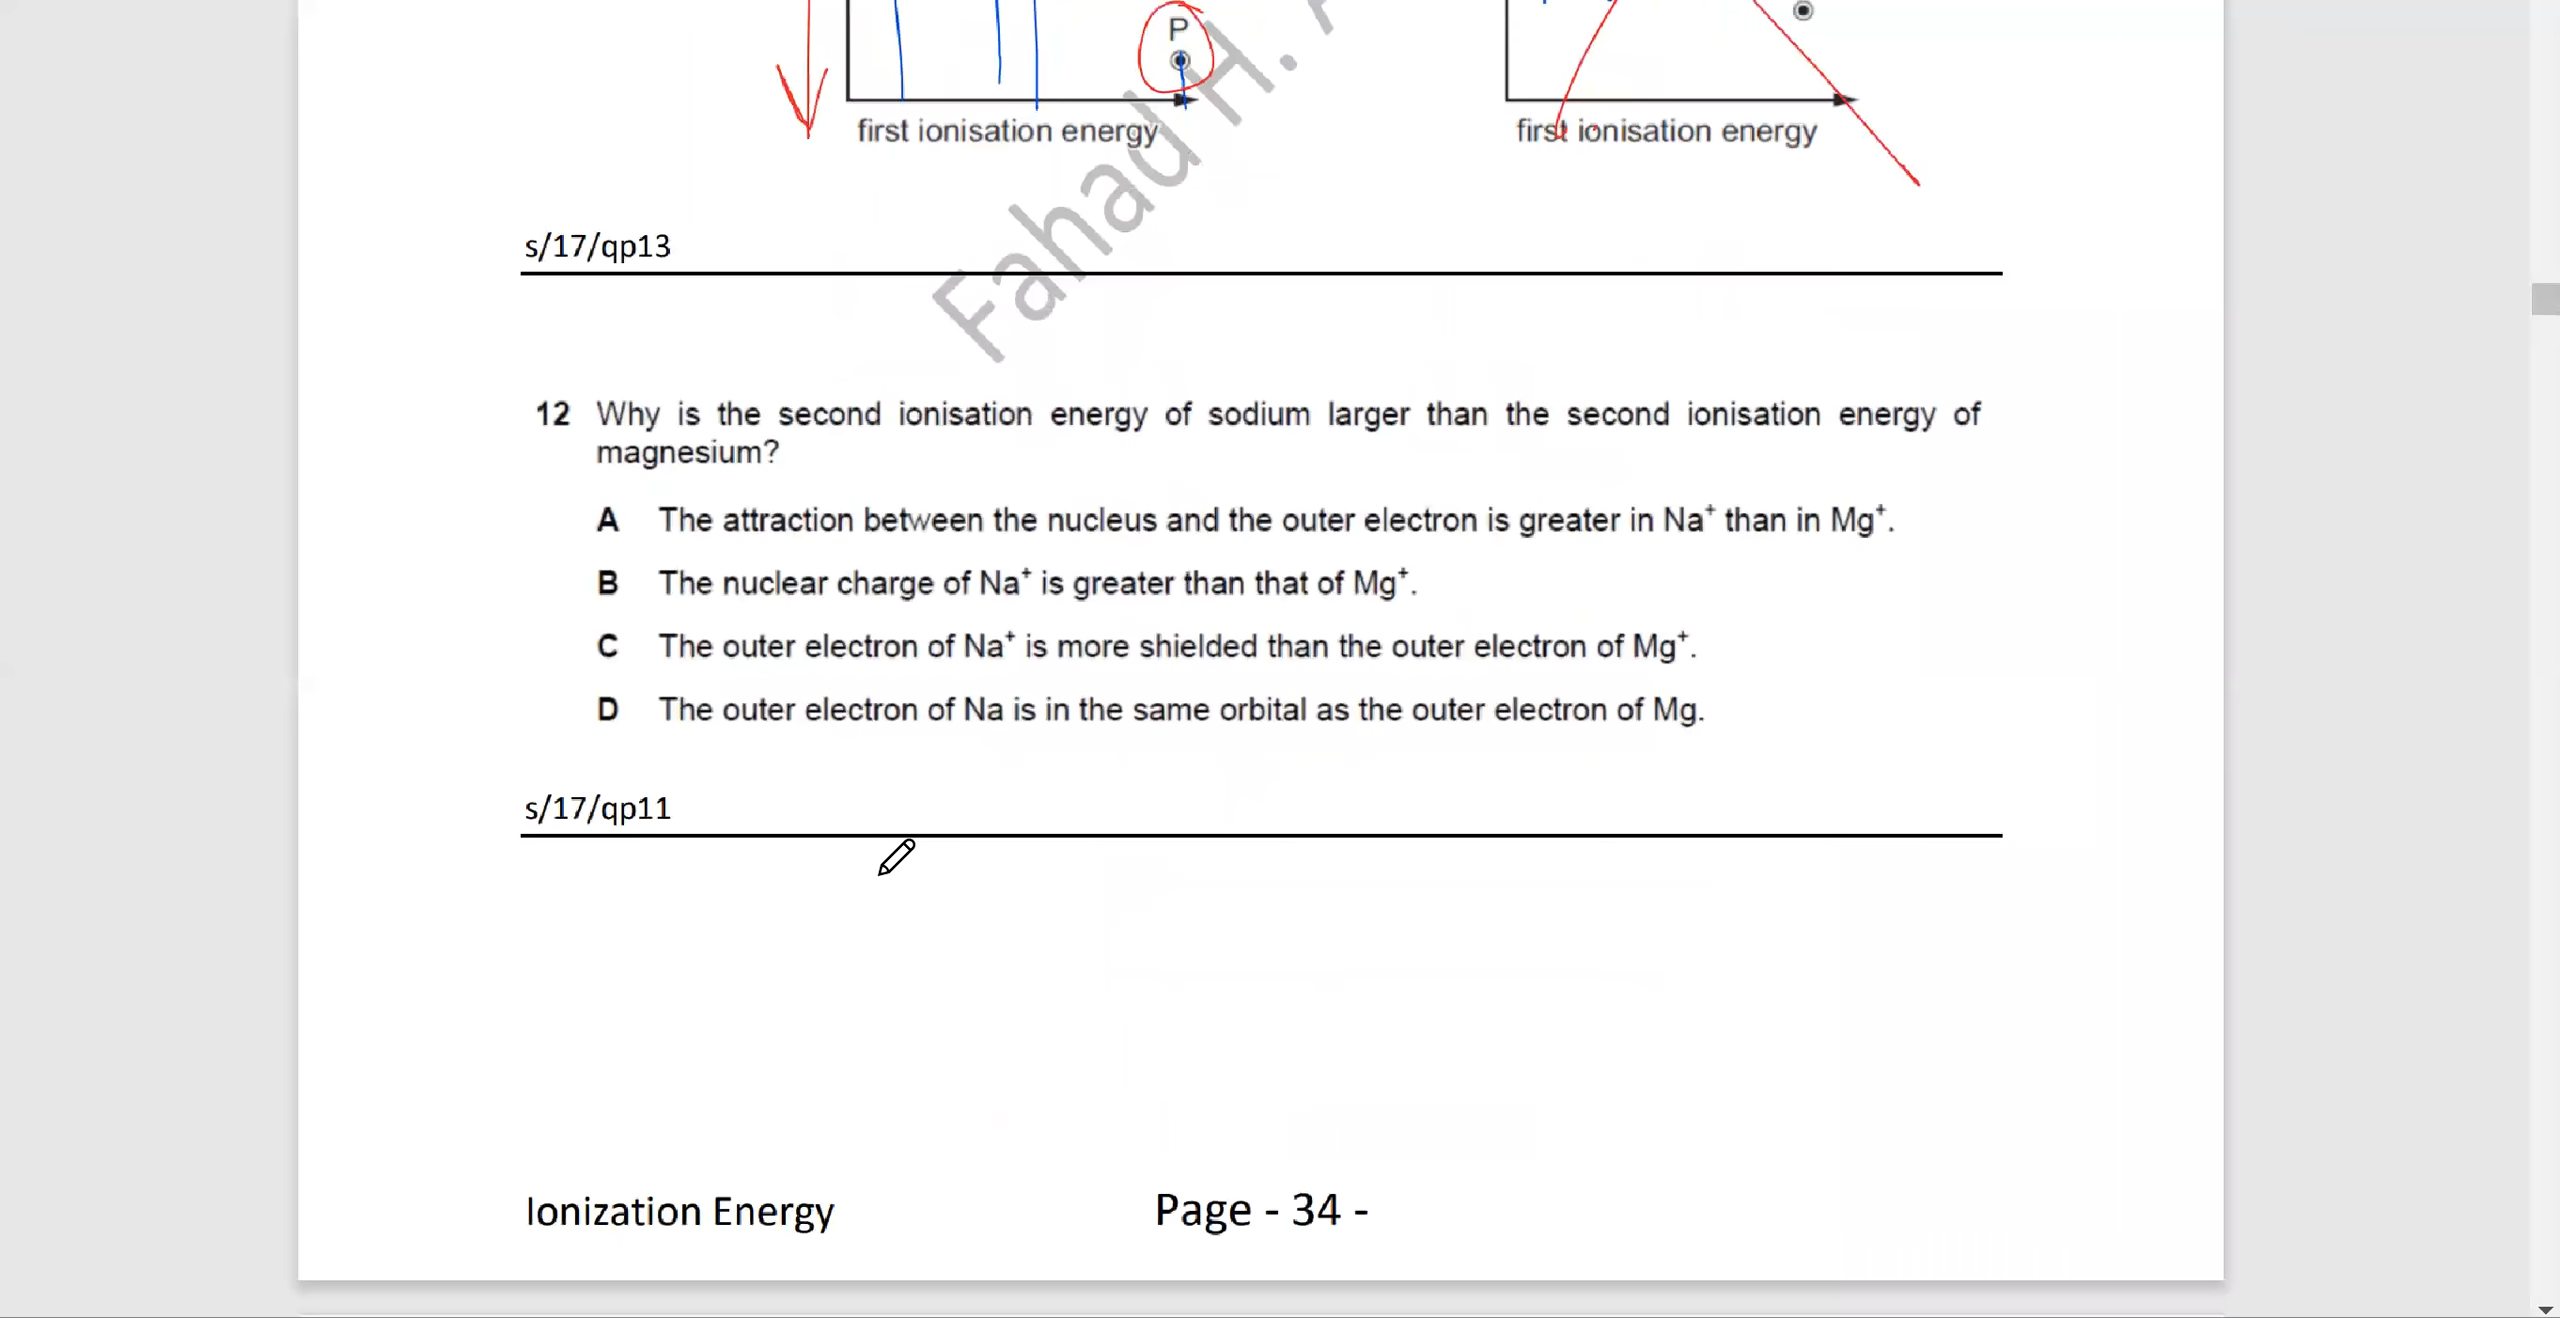 P
first ionisation energy
first ionisation energy
Fahad H.
s/17/qp13
12 Why is the second ionisation energy of sodium larger than the second ionisation energy of
magnesium?
A The attraction between the nucleus and the outer electron is greater in Na⁺ than in Mg⁺.
B The nuclear charge of Na⁺ is greater than that of Mg⁺.
C The outer electron of Na⁺ is more shielded than the outer electron of Mg⁺.
D The outer electron of Na is in the same orbital as the outer electron of Mg.
s/17/qp11
Ionization Energy
Page - 34 -